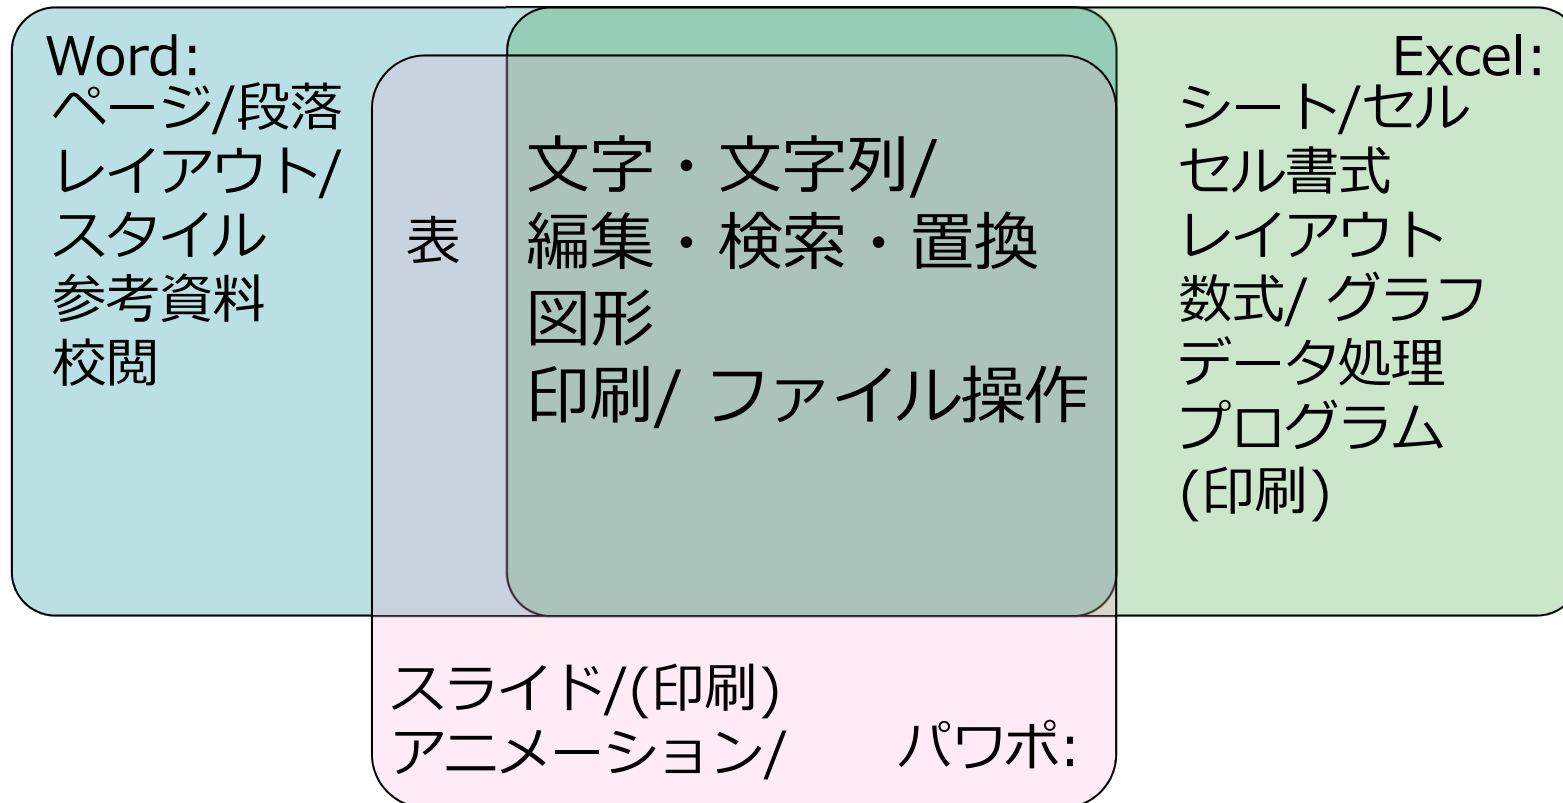 Word:
ページ/段落
レイアウト/
スタイル
参考資料
校閲
表
文字・文字列/
編集・検索・置換
図形
印刷/ ファイル操作
Excel:
シート/セル
セル書式
レイアウト
数式/ グラフ
データ処理
プログラム
(印刷)
スライド/(印刷)
アニメーション/
パワポ: